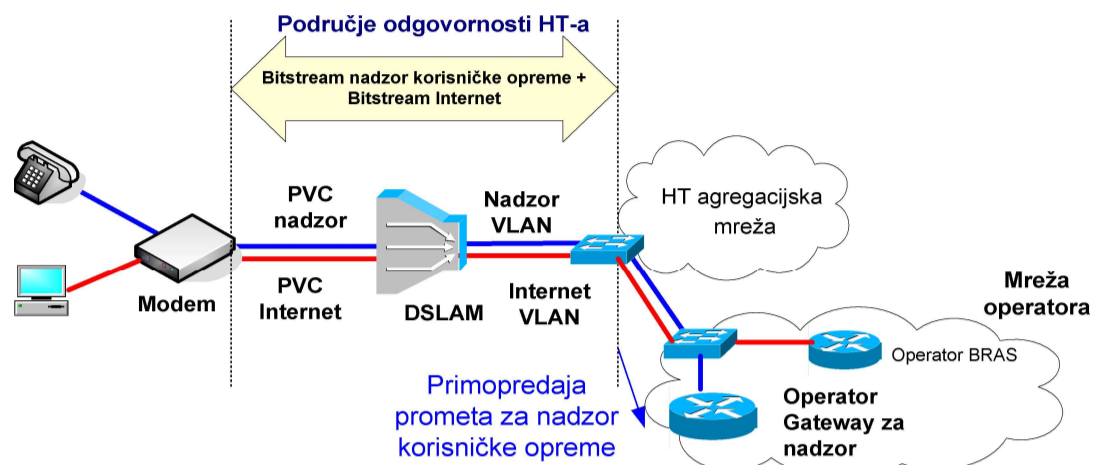 Područje odgovornosti HT-a
Bitstream nadzor korisničke opreme +
Bitstream Internet
PVC
nadzor
Nadzor
VLAN
HT agregacijska
mreža
Modem
PVC
Internet
DSLAM
Internet
VLAN
Mreža
operatora
Operator BRAS
Primopredaja
prometa za nadzor
korisničke opreme
Operator
Gateway za
nadzor